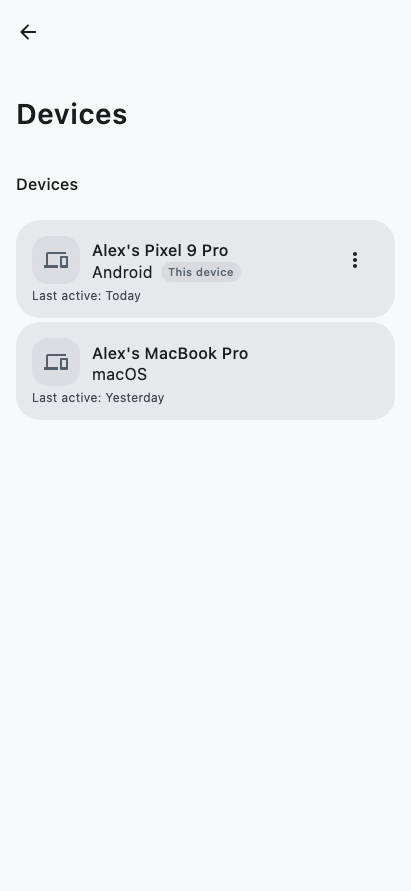 Devices
Devices
Alex's Pixel 9 Pro
Android This device
Last active: Today
Alex's MacBook Pro
macOS
Last active: Yesterday